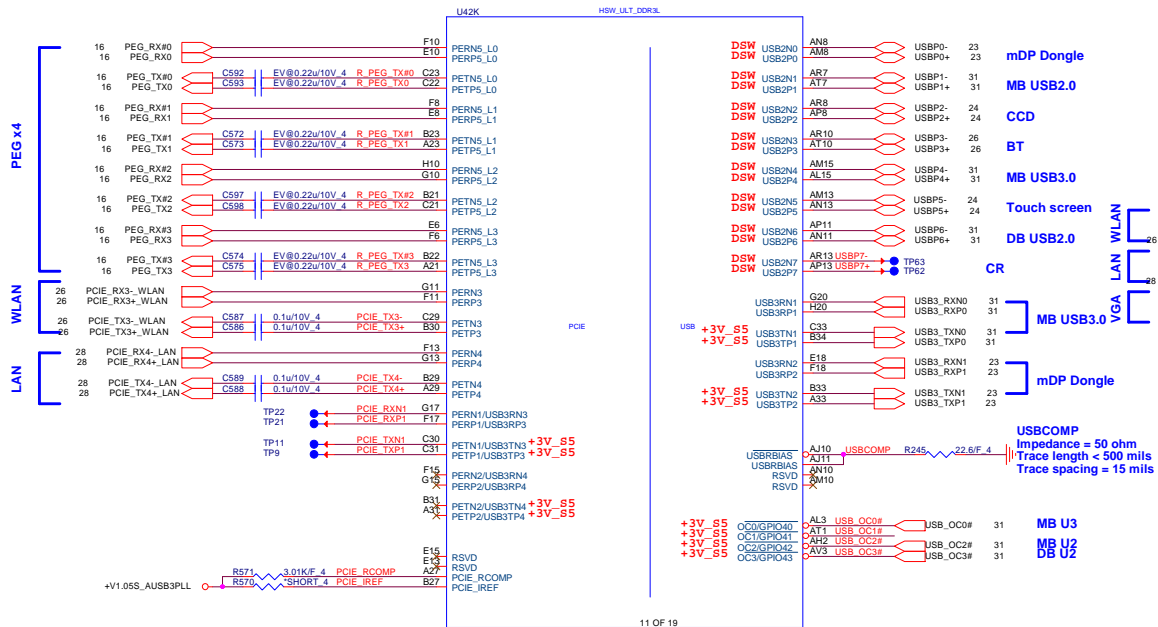 U42K
HSW_ULT_DDR3L
16 PEG_RX#0 F10 PERN5_L0
16 PEG_RX0 E10 PERP5_L0
16 PEG_TX#0 C592 EV@0.22u/10V_4 R_PEG_TX#0 C23 PETN5_L0
16 PEG_TX0 C593 EV@0.22u/10V_4 R_PEG_TX0 C22 PETP5_L0
16 PEG_RX#1 F8 PERN5_L1
16 PEG_RX1 E8 PERP5_L1
16 PEG_TX#1 C572 EV@0.22u/10V_4 R_PEG_TX#1 B23 PETN5_L1
16 PEG_TX1 C573 EV@0.22u/10V_4 R_PEG_TX1 A23 PETP5_L1
16 PEG_RX#2 H10 PERN5_L2
16 PEG_RX2 G10 PERP5_L2
16 PEG_TX#2 C597 EV@0.22u/10V_4 R_PEG_TX#2 B21 PETN5_L2
16 PEG_TX2 C598 EV@0.22u/10V_4 R_PEG_TX2 C21 PETP5_L2
16 PEG_RX#3 E6 PERN5_L3
16 PEG_RX3 F6 PERP5_L3
16 PEG_TX#3 C574 EV@0.22u/10V_4 R_PEG_TX#3 B22 PETN5_L3
16 PEG_TX3 C575 EV@0.22u/10V_4 R_PEG_TX3 A21 PETP5_L3
PEG x4
26 PCIE_RX3-_WLAN G11 PERN3
26 PCIE_RX3+_WLAN F11 PERP3
26 PCIE_TX3-_WLAN C587 0.1u/10V_4 PCIE_TX3- C29 PETN3
26 PCIE_TX3+_WLAN C586 0.1u/10V_4 PCIE_TX3+ B30 PETP3
WLAN
28 PCIE_RX4-_LAN F13 PERN4
28 PCIE_RX4+_LAN G13 PERP4
28 PCIE_TX4-_LAN C589 0.1u/10V_4 PCIE_TX4- B29 PETN4
28 PCIE_TX4+_LAN C588 0.1u/10V_4 PCIE_TX4+ A29 PETP4
LAN
TP22 PCIE_RXN1 G17 PERN1/USB3RN3
TP21 PCIE_RXP1 F17 PERP1/USB3RP3
TP11 PCIE_TXN1 C30 PETN1/USB3TN3 +3V_S5
TP9 PCIE_TXP1 C31 PETP1/USB3TP3 +3V_S5
F15 PERN2/USB3RN4
G15 PERP2/USB3RP4
B31 PETN2/USB3TN4 +3V_S5
A31 PETP2/USB3TP4 +3V_S5
E15 RSVD
E13 RSVD
R571 3.01K/F_4 PCIE_RCOMP A27 PCIE_RCOMP
+V1.05S_AUSB3PLL R570 *SHORT_4 PCIE_IREF B27 PCIE_IREF
PCIE
USB
DSW USB2N0 AN8 USBP0- 23
USB2P0 AM8 USBP0+ 23
mDP Dongle
DSW USB2N1 AR7 USBP1- 31
USB2P1 AT7 USBP1+ 31
MB USB2.0
DSW USB2N2 AR8 USBP2- 24
USB2P2 AP8 USBP2+ 24
CCD
DSW USB2N3 AR10 USBP3- 26
USB2P3 AT10 USBP3+ 26
BT
DSW USB2N4 AM15 USBP4- 31
USB2P4 AL15 USBP4+ 31
MB USB3.0
DSW USB2N5 AM13 USBP5- 24
USB2P5 AN13 USBP5+ 24
Touch screen
DSW USB2N6 AP11 USBP6- 31
USB2P6 AN11 USBP6+ 31
DB USB2.0
DSW USB2N7 AR13 USBP7- TP63
USB2P7 AP13 USBP7+ TP62
CR
WLAN 26
LAN 28
VGA
USB3RN1 G20 USB3_RXN0 31
USB3RP1 H20 USB3_RXP0 31
+3V_S5 USB3TN1 C33 USB3_TXN0 31
+3V_S5 USB3TP1 B34 USB3_TXP0 31
MB USB3.0
USB3RN2 E18 USB3_RXN1 23
USB3RP2 F18 USB3_RXP1 23
+3V_S5 USB3TN2 B33 USB3_TXN1 23
+3V_S5 USB3TP2 A33 USB3_TXP1 23
mDP Dongle
USBRBIAS AJ10 USBCOMP R245 22.6/F_4
USBRBIAS AJ11
RSVD AN10
RSVD AM10
USBCOMP
Impedance = 50 ohm
Trace length < 500 mils
Trace spacing = 15 mils
+3V_S5 OC0/GPIO40 AL3 USB_OC0# USB_OC0# 31 MB U3
+3V_S5 OC1/GPIO41 AT1 USB_OC1#
+3V_S5 OC2/GPIO42 AH2 USB_OC2# USB_OC2# 31 MB U2
+3V_S5 OC3/GPIO43 AV3 USB_OC3# USB_OC3# 31 DB U2
11 OF 19